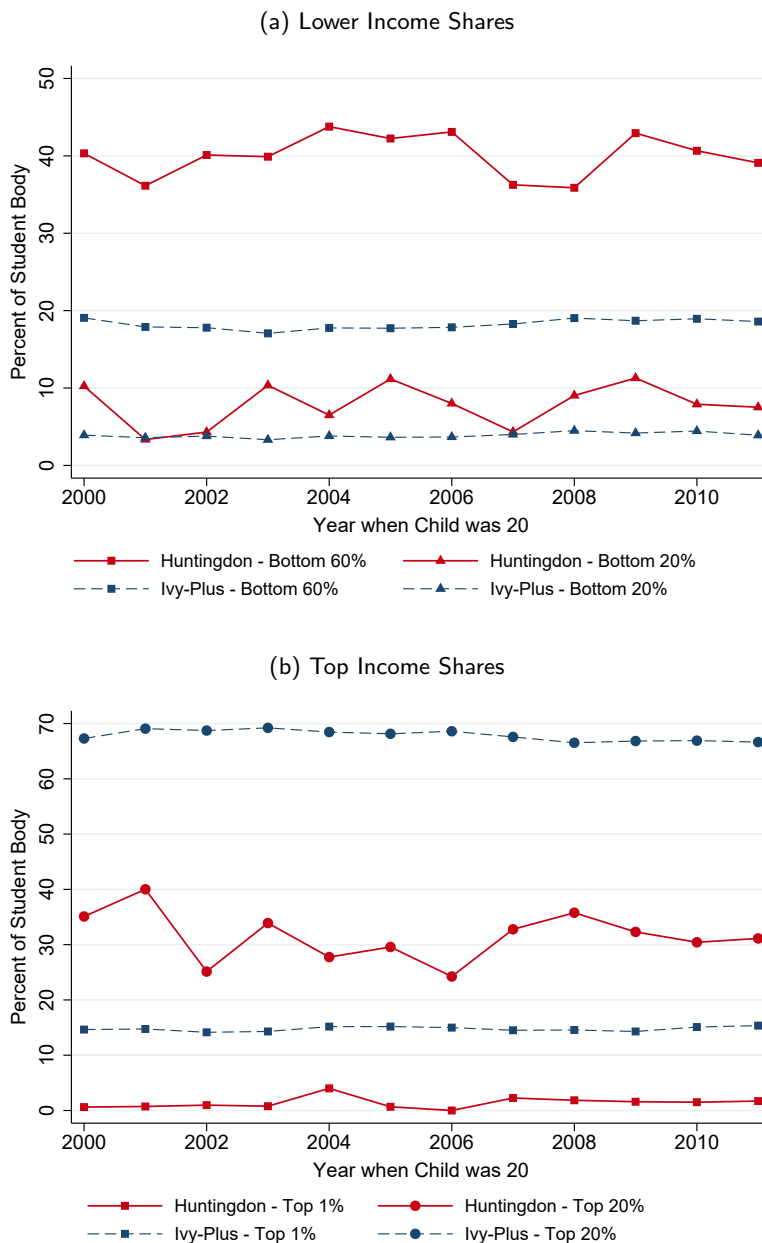 (a) Lower Income Shares
Percent of Student Body
50
40
30
20
10
0
2000 2002 2004 2006 2008 2010
Year when Child was 20
Huntingdon - Bottom 60% Huntingdon - Bottom 20%
Ivy-Plus - Bottom 60% Ivy-Plus - Bottom 20%
(b) Top Income Shares
Percent of Student Body
70
60
50
40
30
20
10
0
2000 2002 2004 2006 2008 2010
Year when Child was 20
Huntingdon - Top 1% Huntingdon - Top 20%
Ivy-Plus - Top 1% Ivy-Plus - Top 20%